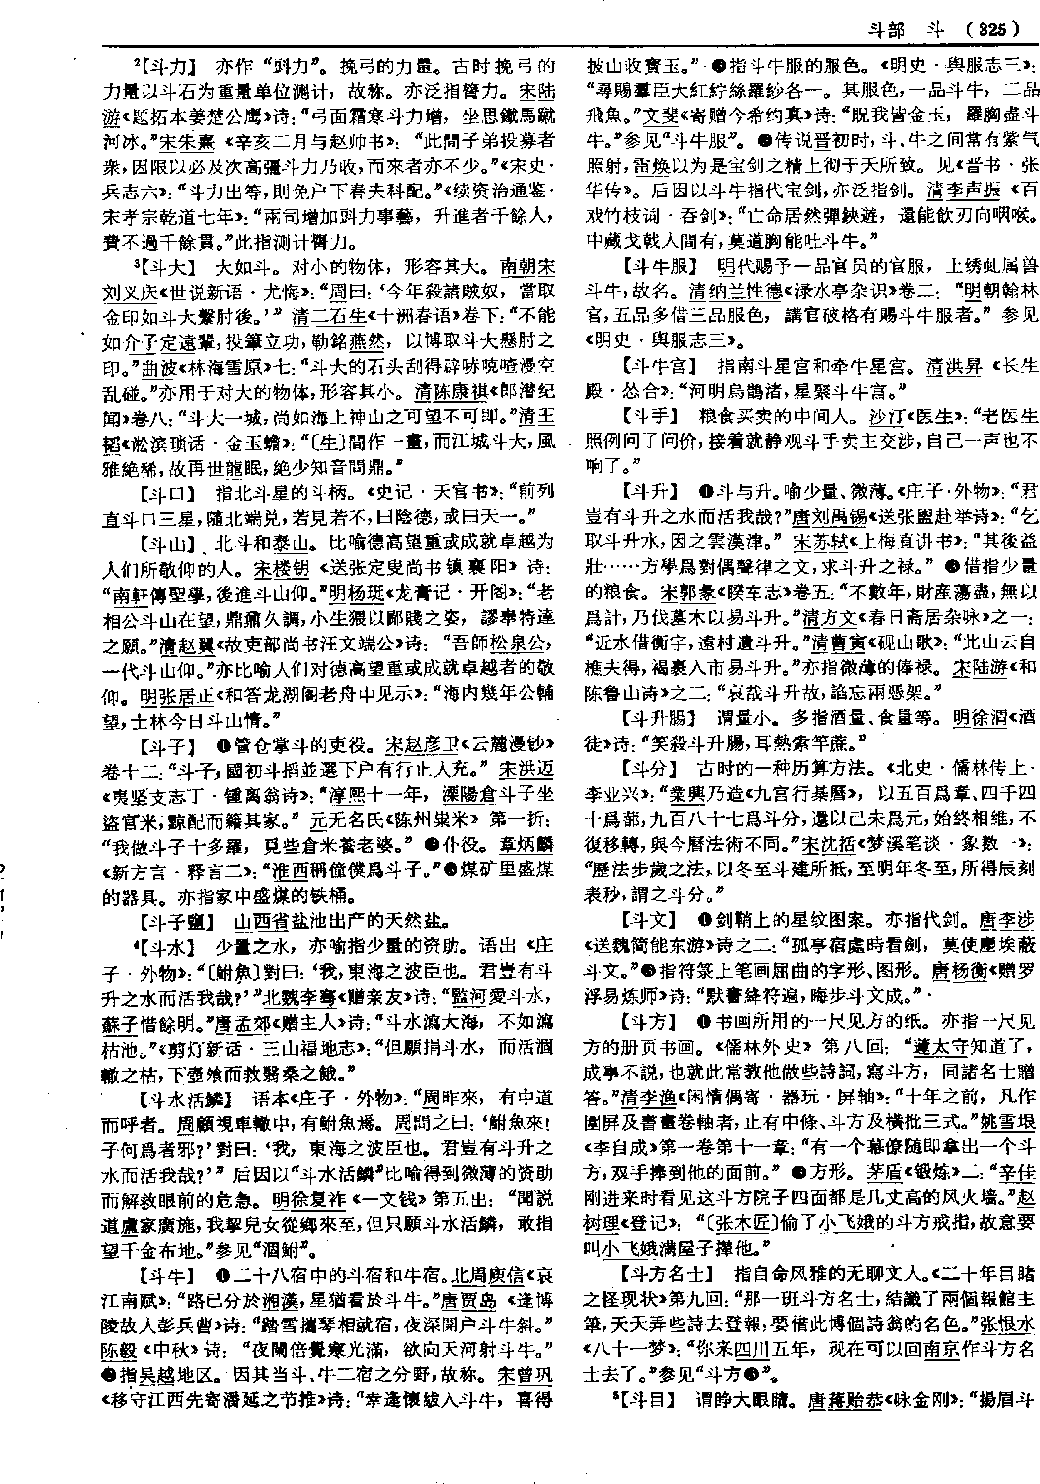 斗部　斗　（325）
²【斗力】　亦作“㪷力”。挽弓的力量。古时挽弓的
力量以斗石为重量单位测计，故称。亦泛指臂力。宋陆
游《题拓本姜楚公鹰》诗：“弓面霜寒斗力增，坐思鐵馬蹴
河冰。”宋朱熹《辛亥二月与赵帅书》：“此間子弟投募者
衆，因限以必及次高彊斗力乃收，而來者亦不少。”《宋史·
兵志六》：“斗力出等，則免户下春夫科配。”《续资治通鉴·
宋孝宗乾道七年》：“兩司增加㪷力事藝，升進者千餘人，
費不過千餘貫。”此指测计臂力。
³【斗大】　大如斗。对小的物体，形容其大。南朝宋
刘义庆《世说新语·尤悔》：“周曰：‘今年殺諸賊奴，當取
金印如斗大繫肘後。’”清二石生《十洲春语》卷下：“不能
如介子定遠輩，投筆立功，勒銘燕然，以博取斗大懸肘之
印。”曲波《林海雪原》七：“斗大的石头刮得辟哧喷噔漫空
乱碰。”亦用于对大的物体，形容其小。清陈康祺《郎潜纪
闻》卷八：“斗大一城，尚如海上神山之可望不可即。”清王
韬《淞滨琐话·金玉蟾》：“〔生〕間作一畫，而江城斗大，風
雅絶稀，故再世龍眠，絶少知音問鼎。”
【斗口】　指北斗星的斗柄。《史记·天官书》：“前列
直斗口三星，隨北端兑，若見若不，曰陰德，或曰天一。”
【斗山】　北斗和泰山。比喻德高望重或成就卓越为
人们所敬仰的人。宋楼钥《送张定叟尚书镇襄阳》诗：
“南軒傳聖學，後進斗山仰。”明杨珽《龙膏记·开阁》：“老
相公斗山在望，鼎鼐久調，小生猥以鄙賤之姿，謬奉特達
之願。”清赵翼《故吏部尚书汪文端公》诗：“吾師松泉公，
一代斗山仰。”亦比喻人们对德高望重或成就卓越者的敬
仰。明张居正《和答龙湖阁老舟中见示》：“海内幾年公輔
望，士林今日斗山情。”
【斗子】　❶管仓掌斗的吏役。宋赵彦卫《云麓漫钞》
卷十二：“斗子，國初斗掐並選下户有行止人充。”宋洪迈
《夷坚支志丁·锺离翁诗》：“淳熙十一年，溧陽倉斗子坐
盜官米，黥配而籍其家。”元无名氏《陈州粜米》第一折：
“我做斗子十多羅，覓些倉米養老婆。”❷仆役。章炳麟
《新方言·释言二》：“淮西稱僮僕爲斗子。”❸煤矿里盛煤
的器具。亦指家中盛煤的铁桶。
【斗子鹽】　山西省盐池出产的天然盐。
⁴【斗水】　少量之水，亦喻指少量的资助。语出《庄
子·外物》：“〔鮒魚〕對曰：‘我，東海之波臣也。君豈有斗
升之水而活我哉？’”北魏李骞《赠亲友》诗：“監河愛斗水，
蘇子惜餘明。”唐孟郊《赠主人》诗：“斗水瀉大海，不如瀉
枯池。”《剪灯新话·三山福地志》：“但願捐斗水，而活涸
轍之枯，下壺飧而救翳桑之餓。”
【斗水活鱗】　语本《庄子·外物》：“周昨來，有中道
而呼者。周顧視車轍中，有鮒魚焉。周問之曰：‘鮒魚來！
子何爲者邪？’對曰：‘我，東海之波臣也。君豈有斗升之
水而活我哉？’”后因以“斗水活鱗”比喻得到微薄的资助
而解救眼前的危急。明徐复祚《一文钱》第五出：“聞説
道盧家廣施，我挈兒女從鄉來至，但只願斗水活鱗，敢指
望千金布地。”参见“涸鮒”。
【斗牛】　❶二十八宿中的斗宿和牛宿。北周庾信《哀
江南赋》：“路已分於湘漢，星猶看於斗牛。”唐贾岛《逢博
陵故人彭兵曹》诗：“踏雪攜琴相就宿，夜深開户斗牛斜。”
陈毅《中秋》诗：“夜闌倍覺寒光滿，欲向天河射斗牛。”
❷指吴越地区。因其当斗、牛二宿之分野，故称。宋曾巩
《移守江西先寄潘延之节推》诗：“幸逢懷紱入斗牛，喜得
披山收寶玉。”❸指斗牛服的服色。《明史·舆服志三》：
“尋賜羣臣大紅紵絲羅紗各一。其服色，一品斗牛，二品
飛魚。”文斐《寄赠今希约真》诗：“脱我皆金玉，羅胸盡斗
牛。”参见“斗牛服”。❹传说晋初时，斗、牛之间常有紫气
照射，雷焕以为是宝剑之精上彻于天所致。见《晋书·张
华传》。后因以斗牛指代宝剑，亦泛指剑。清李声振《百
戏竹枝词·吞剑》：“亡命居然彈鋏遊，還能飲刃向咽喉。
中藏戈戟人間有，莫道胸能吐斗牛。”
【斗牛服】　明代赐予一品官员的官服，上绣虬属兽
斗牛，故名。清纳兰性德《渌水亭杂识》卷二：“明朝翰林
官，五品多借三品服色，講官破格有賜斗牛服者。”参见
《明史·舆服志三》。
【斗牛宫】　指南斗星宫和牵牛星宫。清洪昇《长生
殿·怂合》：“河明烏鵲渚，星聚斗牛宫。”
【斗手】　粮食买卖的中间人。沙汀《医生》：“老医生
照例问了问价，接着就静观斗手卖主交涉，自己一声也不
响了。”
【斗升】　❶斗与升。喻少量、微薄。《庄子·外物》：“君
豈有斗升之水而活我哉？”唐刘禹锡《送张盥赴举诗》：“乞
取斗升水，因之雲漢津。”宋苏轼《上梅直讲书》：“其後益
壯……方學爲對偶聲律之文，求斗升之禄。”❷借指少量
的粮食。宋郭彖《睽车志》卷五：“不數年，財産蕩盡，無以
爲計，乃伐墓木以易斗升。”清方文《春日斋居杂咏》之一：
“近水借衡宇，遠村遺斗升。”清曹寅《砚山歌》：“此山云自
樵夫得，褐裹入市易斗升。”亦指微薄的俸禄。宋陆游《和
陈鲁山诗》之二：“哀哉斗升故，諂忘兩懸架。”
【斗升腸】　谓量小。多指酒量、食量等。明徐渭《酒
徒》诗：“笑殺斗升腸，耳熱索竿蔗。”
【斗分】　古时的一种历算方法。《北史·儒林传上·
李业兴》：“業興乃造《九宫行棊曆》，以五百爲章，四千四
十爲蔀，九百八十七爲斗分，還以己未爲元，始終相維，不
復移轉，與今曆法術不同。”宋沈括《梦溪笔谈·象数一》：
“曆法步歲之法，以冬至斗建所抵，至明年冬至，所得辰刻
衰秒，謂之斗分。”
【斗文】　❶剑鞘上的星纹图案。亦指代剑。唐李涉
《送魏简能东游》诗之二：“孤亭宿處時看劍，莫使塵埃蔽
斗文。”❷指符箓上笔画屈曲的字形、图形。唐杨衡《赠罗
浮易炼师》诗：“默書絳符遍，晦步斗文成。”
【斗方】　❶书画所用的一尺见方的纸。亦指一尺见
方的册页书画。《儒林外史》第八回：“蘧太守知道了，
成事不説，也就此常教他做些詩詞，寫斗方，同諸名士贈
答。”清李渔《闲情偶寄·器玩·屏轴》：“十年之前，凡作
圍屏及書畫卷軸者，止有中條、斗方及横批三式。”姚雪垠
《李自成》第一卷第十一章：“有一个幕僚随即拿出一个斗
方，双手捧到他的面前。”❷方形。茅盾《锻炼》二：“辛佳
刚进来时看见这斗方院子四面都是几丈高的风火墙。”赵
树理《登记》：“〔张木匠〕偷了小飞娥的斗方戒指，故意要
叫小飞娥满屋子撵他。”
【斗方名士】　指自命风雅的无聊文人。《二十年目睹
之怪现状》第九回：“那一班斗方名士，結識了兩個報館主
筆，天天弄些詩去登報，要借此博個詩翁的名色。”张恨水
《八十一梦》：“你来四川五年，现在可以回南京作斗方名
士去了。”参见“斗方❶”。
⁵【斗目】　谓睁大眼睛。唐蒋贻恭《咏金刚》：“揚眉斗